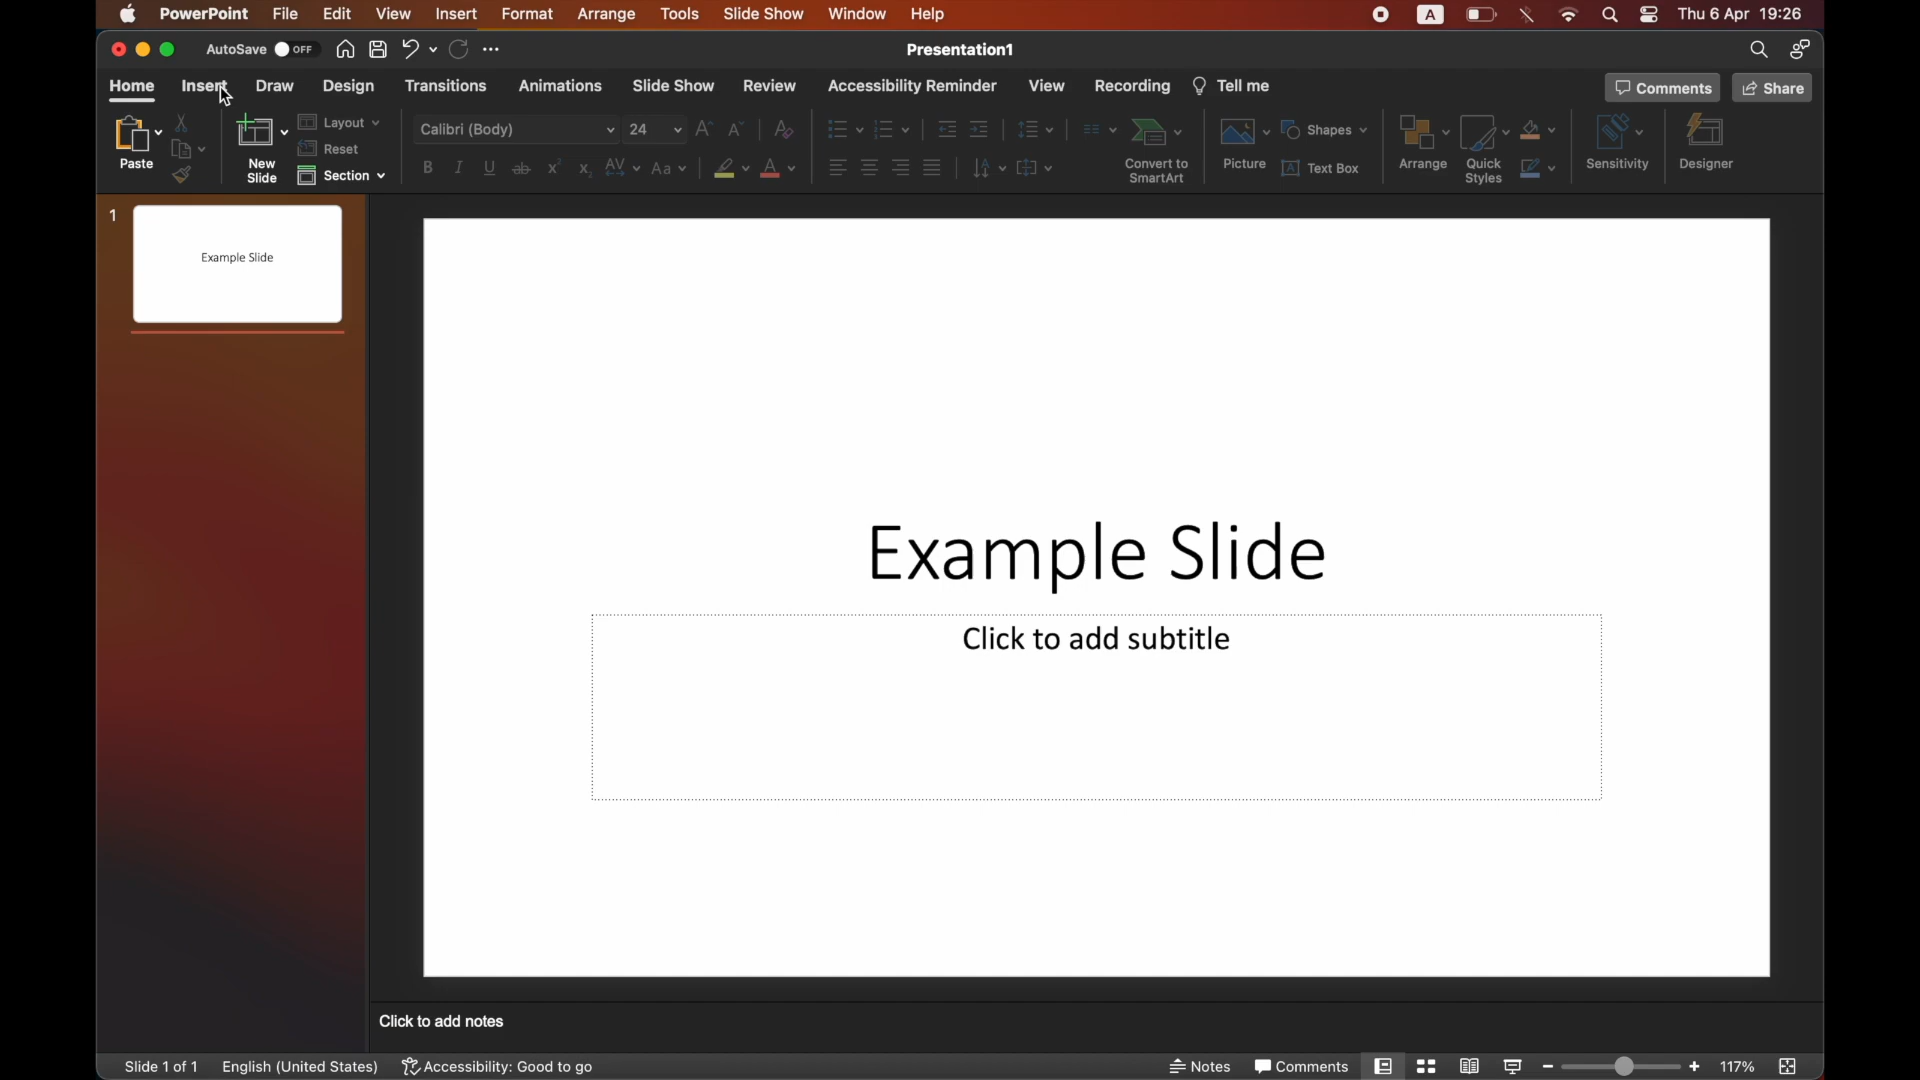 PowerPoint File Edit View Insert Format Arrange Tools Slide Show Window Help A Thu 6 Apr 19:26
AutoSave OFF Presentation1
Home Insert Draw Design Transitions Animations Slide Show Review Accessibility Reminder View Recording Tell me Comments Share
Paste
New
Slide
Layout
Reset
Section
Calibri (Body) 24
Convert to
SmartArt
Picture
Shapes
Text Box
Arrange
Quick
Styles
Sensitivity
Designer
1
Example Slide
Example Slide
Click to add subtitle
Click to add notes
Slide 1 of 1 English (United States) Accessibility: Good to go Notes Comments 117%